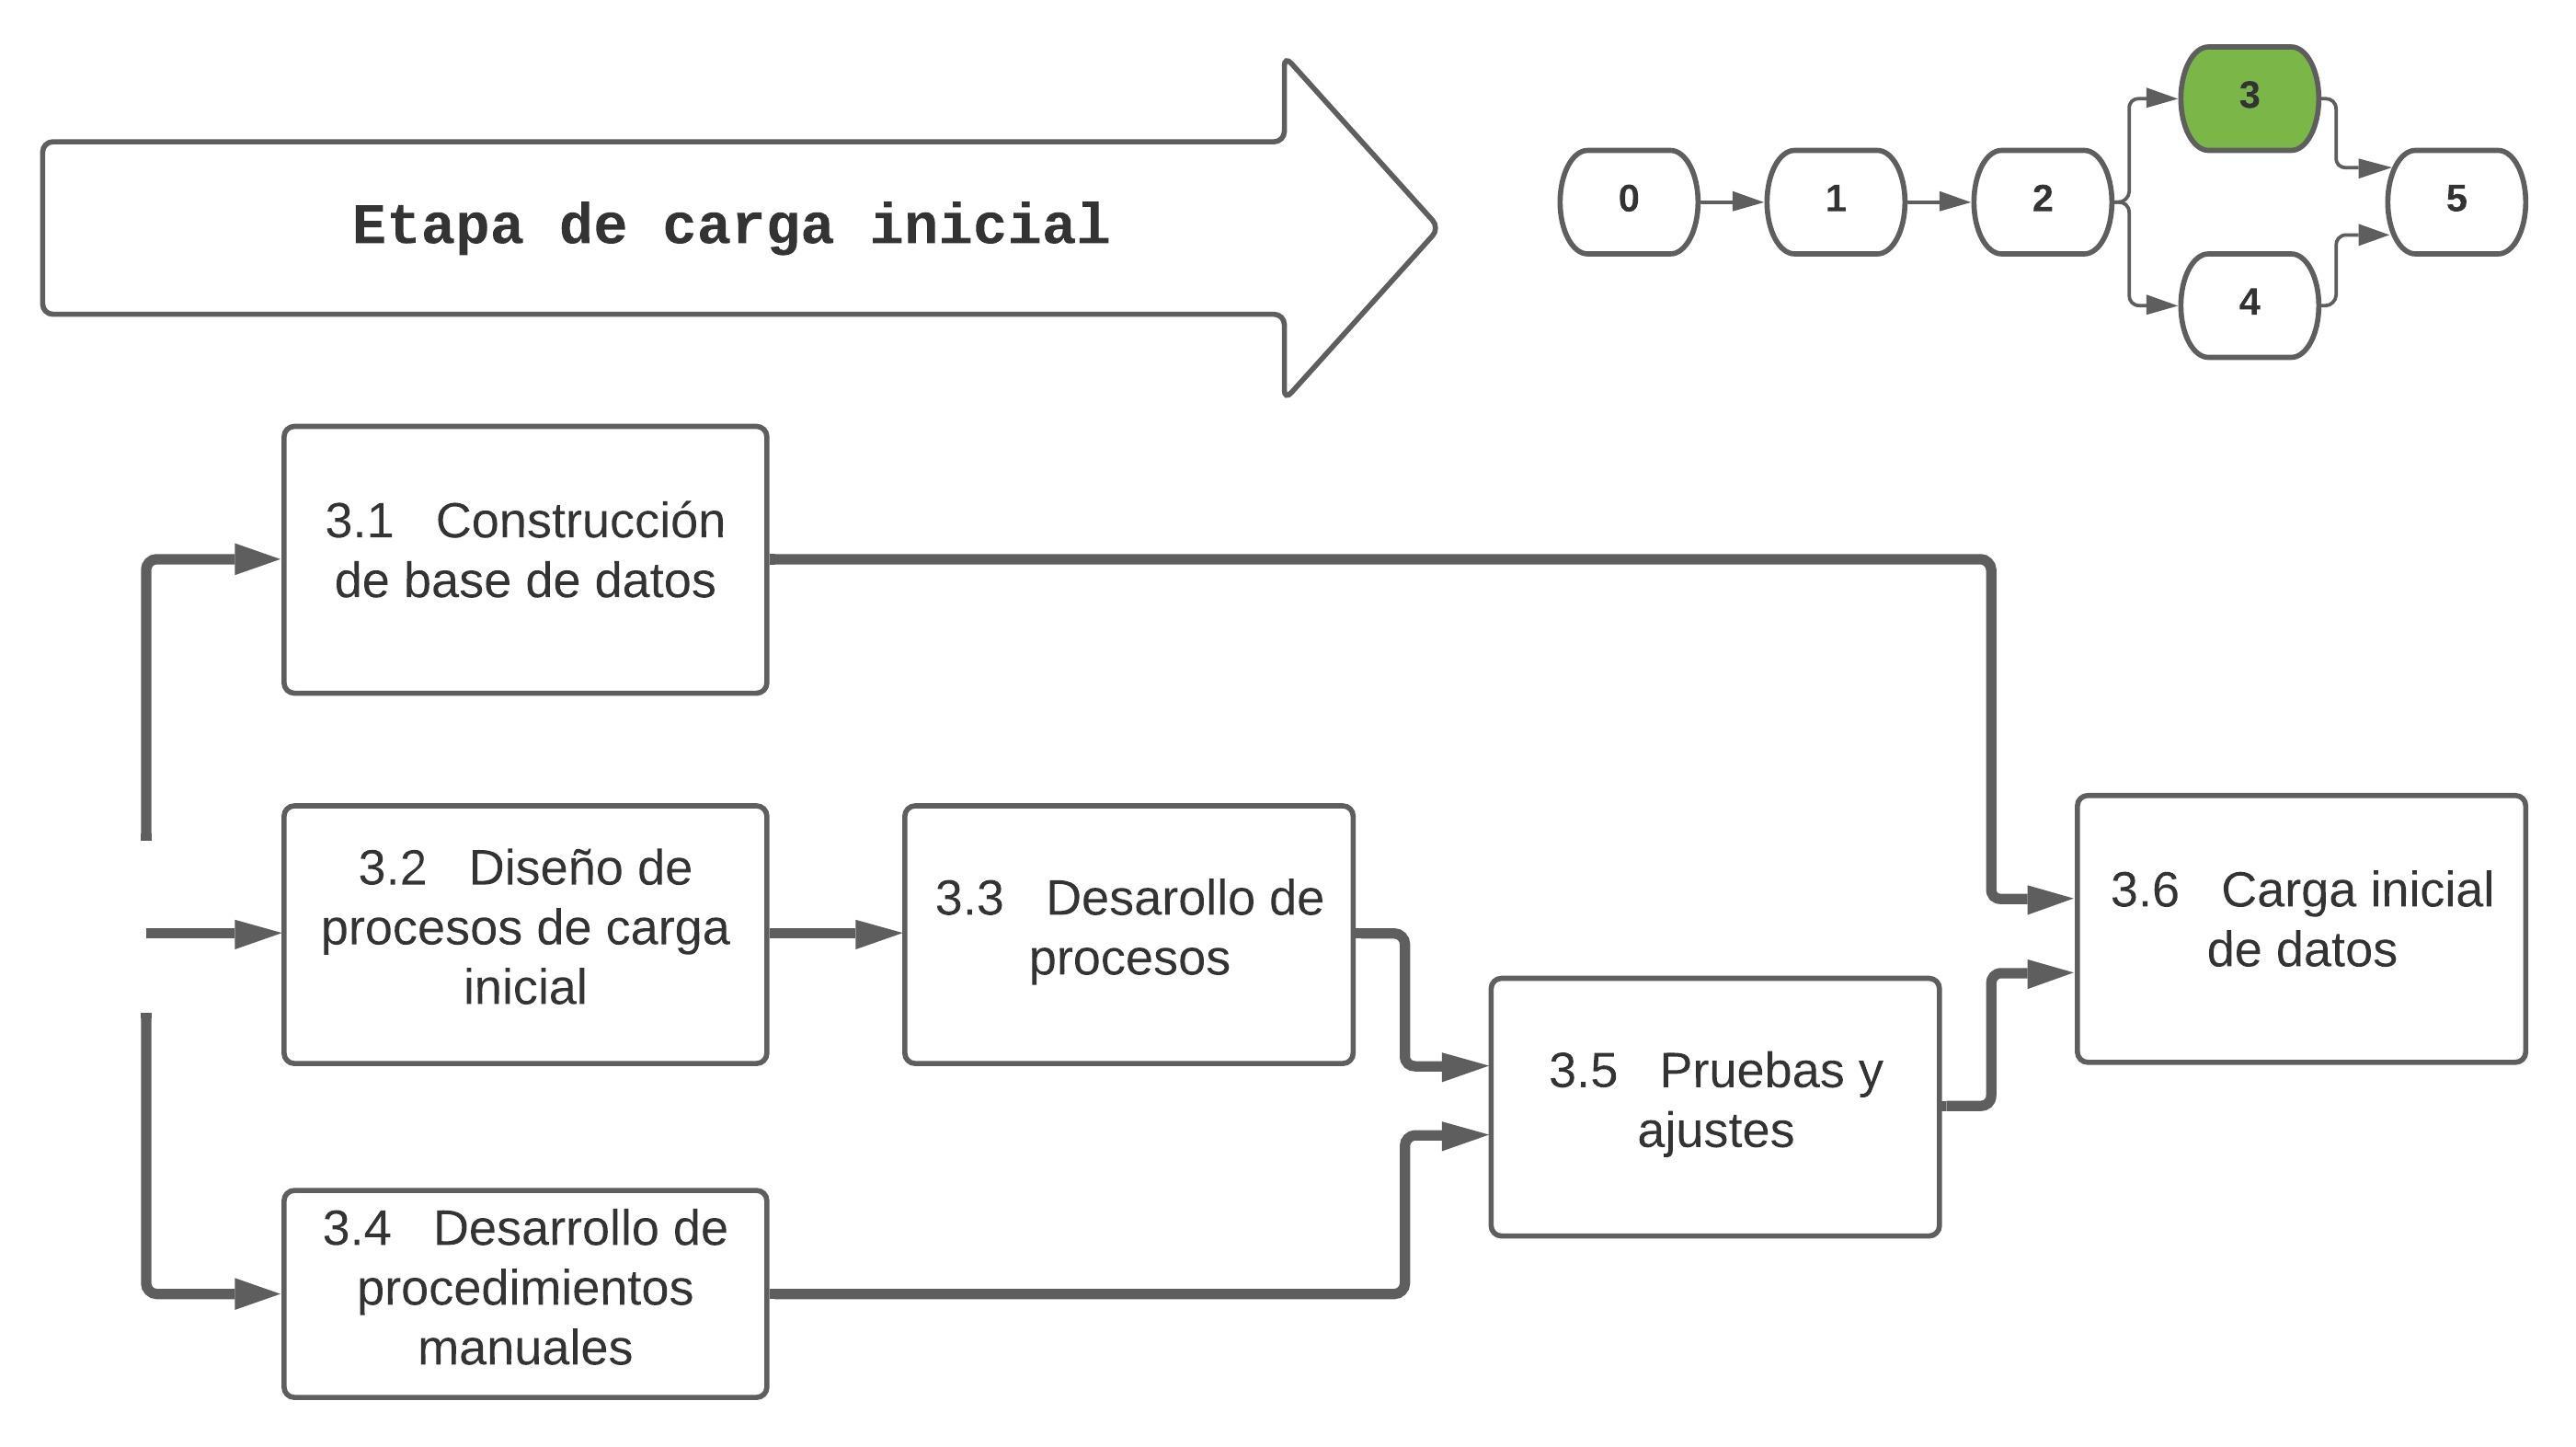 Etapa de carga inicial
0
1
2
3
4
5
3.1 Construcción
de base de datos
3.2 Diseño de
procesos de carga
inicial
3.3 Desarollo de
procesos
3.4 Desarrollo de
procedimientos
manuales
3.5 Pruebas y
ajustes
3.6 Carga inicial
de datos